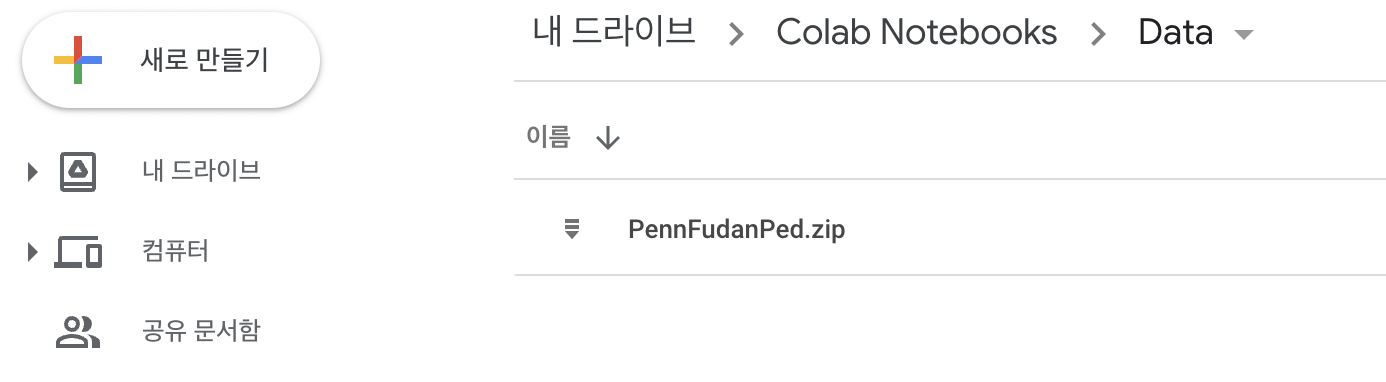 새로 만들기
내 드라이브
컴퓨터
공유 문서함
내 드라이브 > Colab Notebooks > Data
이름
PennFudanPed.zip